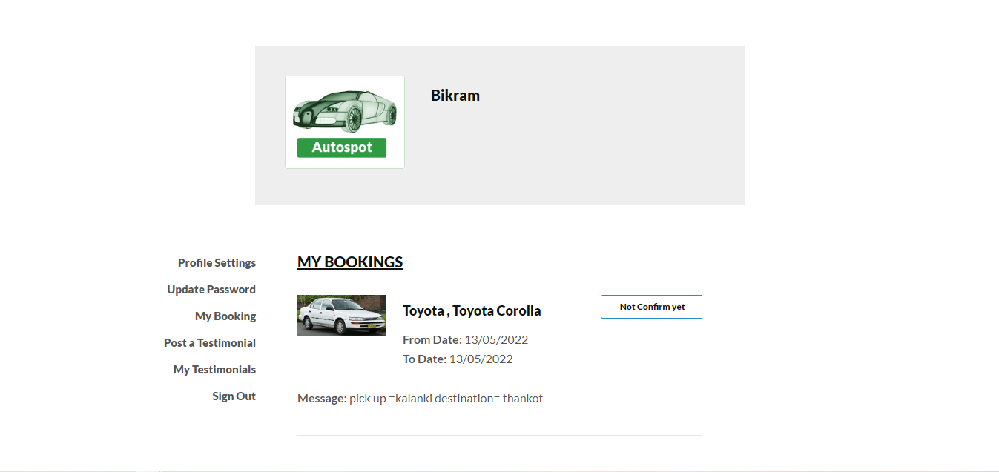 Bikram
Autospot
Profile Settings
Update Password
My Booking
Post a Testimonial
My Testimonials
Sign Out
MY BOOKINGS
Toyota , Toyota Corolla
Not Confirm yet
From Date: 13/05/2022
To Date: 13/05/2022
Message: pick up =kalanki destination= thankot